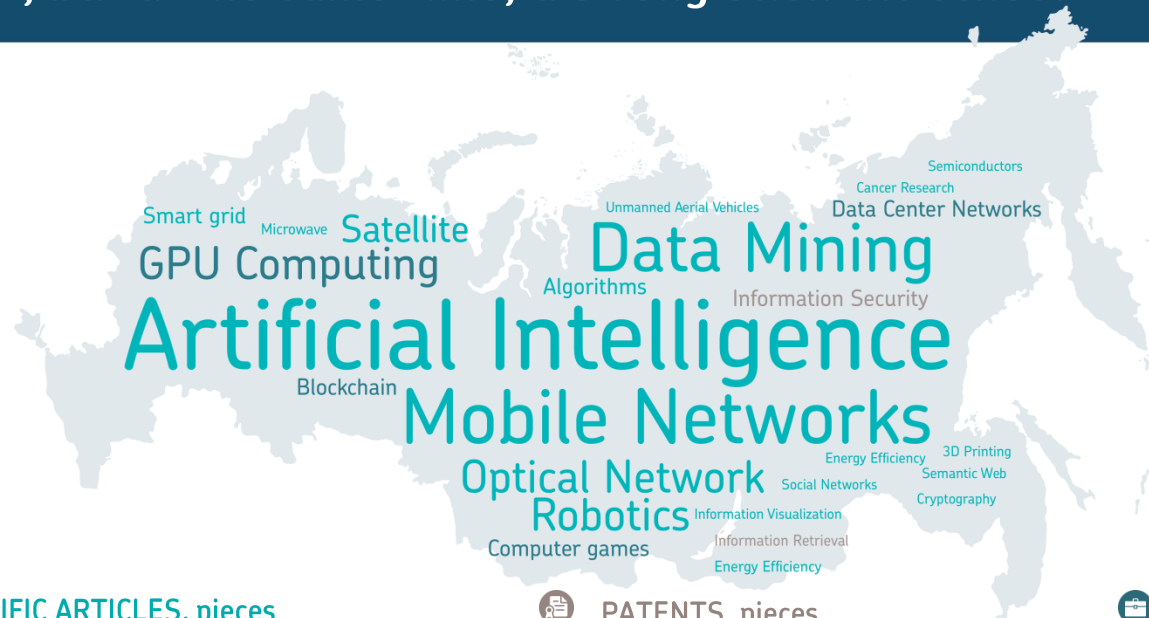 Semiconductors
Cancer Research
Smart grid
Microwave
Satellite
Unmanned Aerial Vehicles
Data Center Networks
GPU Computing
Data Mining
Algorithms
Information Security
Artificial Intelligence
Blockchain
Mobile Networks
Energy Efficiency
3D Printing
Optical Network
Social Networks
Semantic Web
Cryptography
Robotics
Information Visualization
Computer games
Information Retrieval
Energy Efficiency
ARTICLES, pieces
PATENTS, pieces